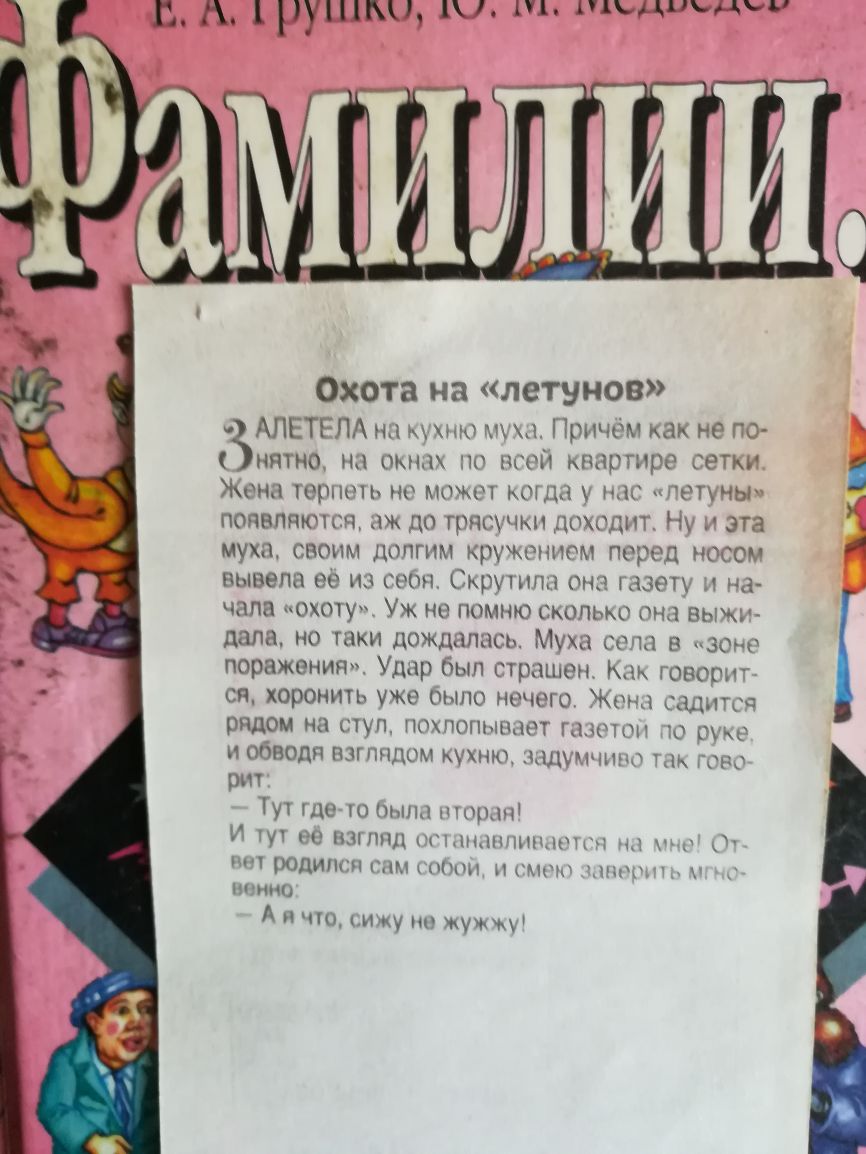 Е. А. Грушко, Ю. М. Медведев
Фамилии.
Охота на «летунов»
ЗАЛЕТЕЛА на кухню муха. Причём как не по-
нятно, на окнах по всей квартире сетки.
Жена терпеть не может когда у нас «летуны»
появляются, аж до трясучки доходит. Ну и эта
муха, своим долгим кружением перед носом
вывела её из себя. Скрутила она газету и на-
чала «охоту». Уж не помню сколько она выжи-
дала, но таки дождалась. Муха села в «зоне
поражения». Удар был страшен. Как говорит-
ся, хоронить уже было нечего. Жена садится
рядом на стул, похлопывает газетой по руке,
и обводя взглядом кухню, задумчиво так гово-
рит:
— Тут где-то была вторая!
И тут её взгляд останавливается на мне! От-
вет родился сам собой, и смею заверить мгно-
венно:
— А я что, сижу не жужжу!